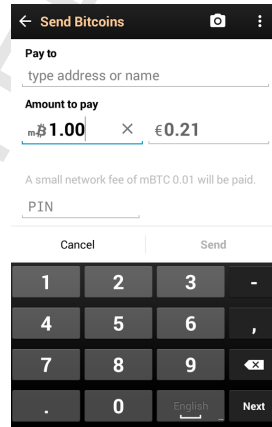 ← Send Bitcoins
Pay to
type address or name
Amount to pay
m฿ 1.00 × € 0.21
A small network fee of mBTC 0.01 will be paid.
PIN
Cancel Send
1 2 3 -
4 5 6 ,
7 8 9
. 0 English Next